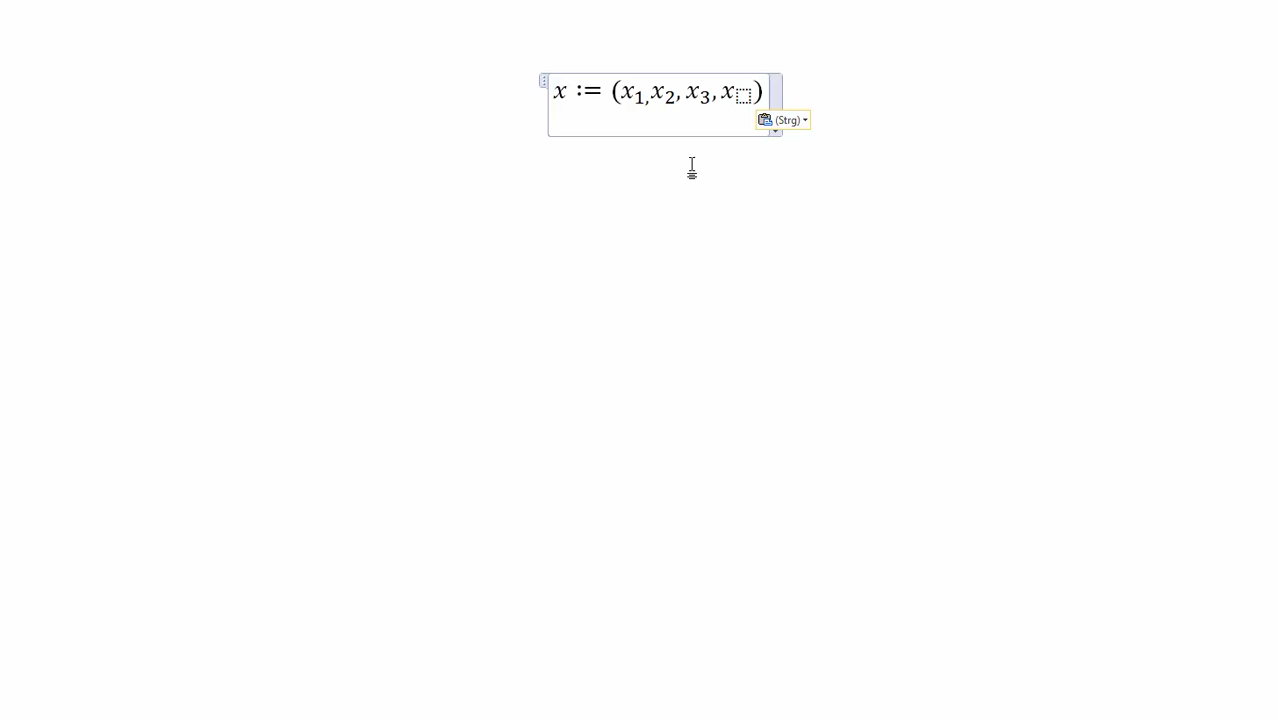 x := (x₁,x₂, x₃, x⬚)
(Strg)